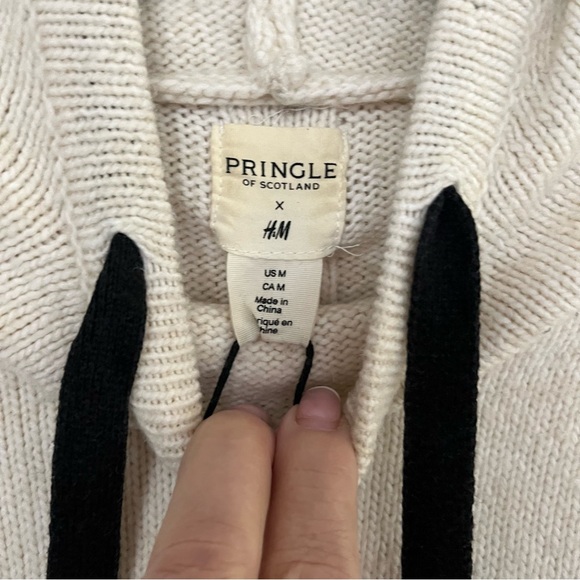 PRINGLE
OF SCOTLAND
X
H&M
US M
CA M
Made in
China